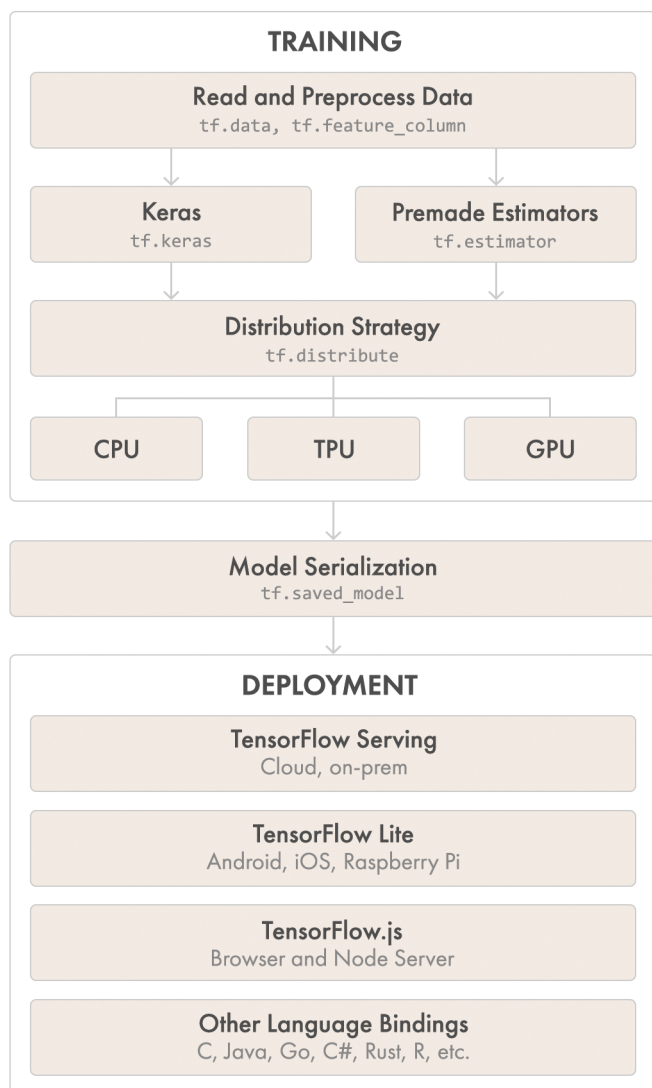 TRAINING
Read and Preprocess Data
tf.data, tf.feature_column
Keras
tf.keras
Premade Estimators
tf.estimator
Distribution Strategy
tf.distribute
CPU
TPU
GPU
Model Serialization
tf.saved_model
DEPLOYMENT
TensorFlow Serving
Cloud, on-prem
TensorFlow Lite
Android, iOS, Raspberry Pi
TensorFlow.js
Browser and Node Server
Other Language Bindings
C, Java, Go, C#, Rust, R, etc.